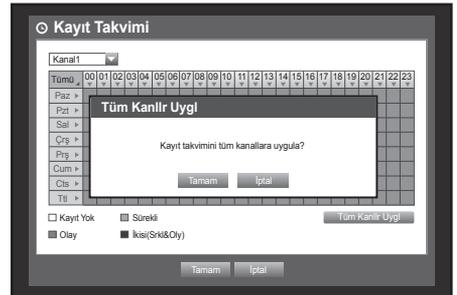 Kayıt Takvimi
Kanal1
Tümü 00 01 02 03 04 05 06 07 08 09 10 11 12 13 14 15 16 17 18 19 20 21 22 23
Paz
Pzt
Sal
Çrş
Prş
Cum
Cts
Ttl
Tüm Kanllr Uygl
Kayıt takvimini tüm kanallara uygula?
Tamam İptal
Kayıt Yok Sürekli Tüm Kanllr Uygl
Olay İkisi(Srkl&Oly)
Tamam İptal